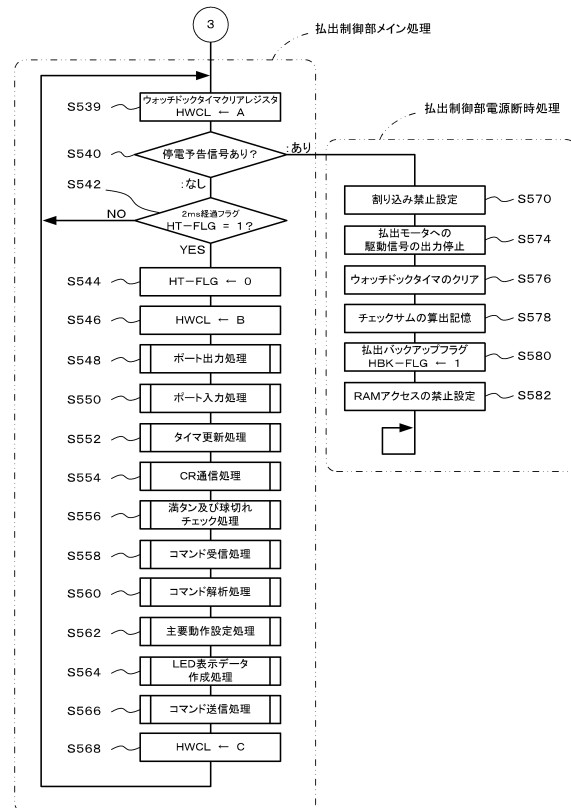 3
払出制御部メイン処理
S539
ウォッチドックタイマクリアレジスタ
HWCL ← A
S540
停電予告信号あり？
:あり
:なし
S542
2ms経過フラグ
HT-FLG = 1？
NO
YES
S544
HT-FLG ← 0
S546
HWCL ← B
S548
ポート出力処理
S550
ポート入力処理
S552
タイマ更新処理
S554
CR通信処理
S556
満タン及び球切れ
チェック処理
S558
コマンド受信処理
S560
コマンド解析処理
S562
主要動作設定処理
S564
LED表示データ
作成処理
S566
コマンド送信処理
S568
HWCL ← C
払出制御部電源断時処理
割り込み禁止設定
S570
払出モータへの
駆動信号の出力停止
S574
ウォッチドックタイマのクリア
S576
チェックサムの算出記憶
S578
払出バックアップフラグ
HBK-FLG ← 1
S580
RAMアクセスの禁止設定
S582